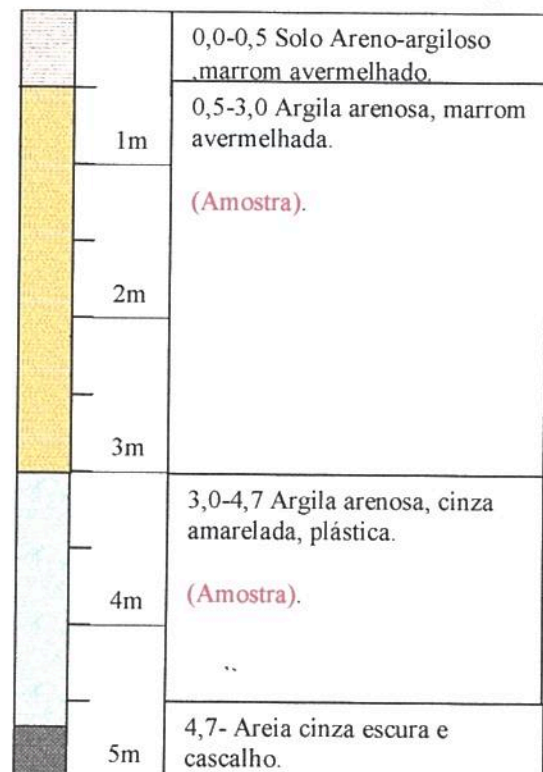 0,0-0,5 Solo Areno-argiloso
marrom avermelhado.
0,5-3,0 Argila arenosa, marrom
avermelhada.
(Amostra).
1m
2m
3m
3,0-4,7 Argila arenosa, cinza
amarelada, plástica.
(Amostra).
4m
4,7- Areia cinza escura e
cascalho.
5m